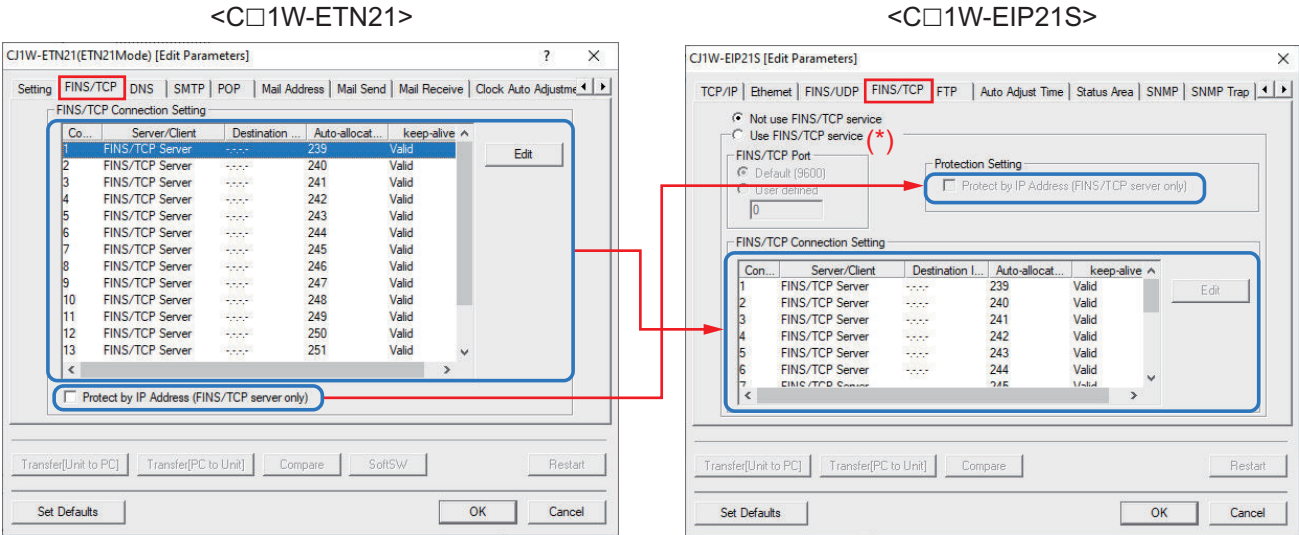 <C□1W-ETN21>
CJ1W-ETN21(ETN21Mode) [Edit Parameters] ? ×
Setting FINS/TCP DNS SMTP POP Mail Address Mail Send Mail Receive Clock Auto Adjustme
FINS/TCP Connection Setting
Co... Server/Client Destination ... Auto-allocat... keep-alive
1 FINS/TCP Server -.-.-.- 239 Valid
2 FINS/TCP Server -.-.-.- 240 Valid
3 FINS/TCP Server -.-.-.- 241 Valid
4 FINS/TCP Server -.-.-.- 242 Valid
5 FINS/TCP Server -.-.-.- 243 Valid
6 FINS/TCP Server -.-.-.- 244 Valid
7 FINS/TCP Server -.-.-.- 245 Valid
8 FINS/TCP Server -.-.-.- 246 Valid
9 FINS/TCP Server -.-.-.- 247 Valid
10 FINS/TCP Server -.-.-.- 248 Valid
11 FINS/TCP Server -.-.-.- 249 Valid
12 FINS/TCP Server -.-.-.- 250 Valid
13 FINS/TCP Server -.-.-.- 251 Valid
Edit
Protect by IP Address (FINS/TCP server only)
Transfer[Unit to PC] Transfer[PC to Unit] Compare SoftSW Restart
Set Defaults OK Cancel
<C□1W-EIP21S>
CJ1W-EIP21S [Edit Parameters] ×
TCP/IP Ethernet FINS/UDP FINS/TCP FTP Auto Adjust Time Status Area SNMP SNMP Trap
Not use FINS/TCP service
Use FINS/TCP service (*)
FINS/TCP Port
Default (9600)
User defined
0
Protection Setting
Protect by IP Address (FINS/TCP server only)
FINS/TCP Connection Setting
Con... Server/Client Destination I... Auto-allocat... keep-alive
1 FINS/TCP Server -.-.-.- 239 Valid
2 FINS/TCP Server -.-.-.- 240 Valid
3 FINS/TCP Server -.-.-.- 241 Valid
4 FINS/TCP Server -.-.-.- 242 Valid
5 FINS/TCP Server -.-.-.- 243 Valid
6 FINS/TCP Server -.-.-.- 244 Valid
7 FINS/TCP Server 245 Valid
Edit
Transfer[Unit to PC] Transfer[PC to Unit] Compare Restart
Set Defaults OK Cancel